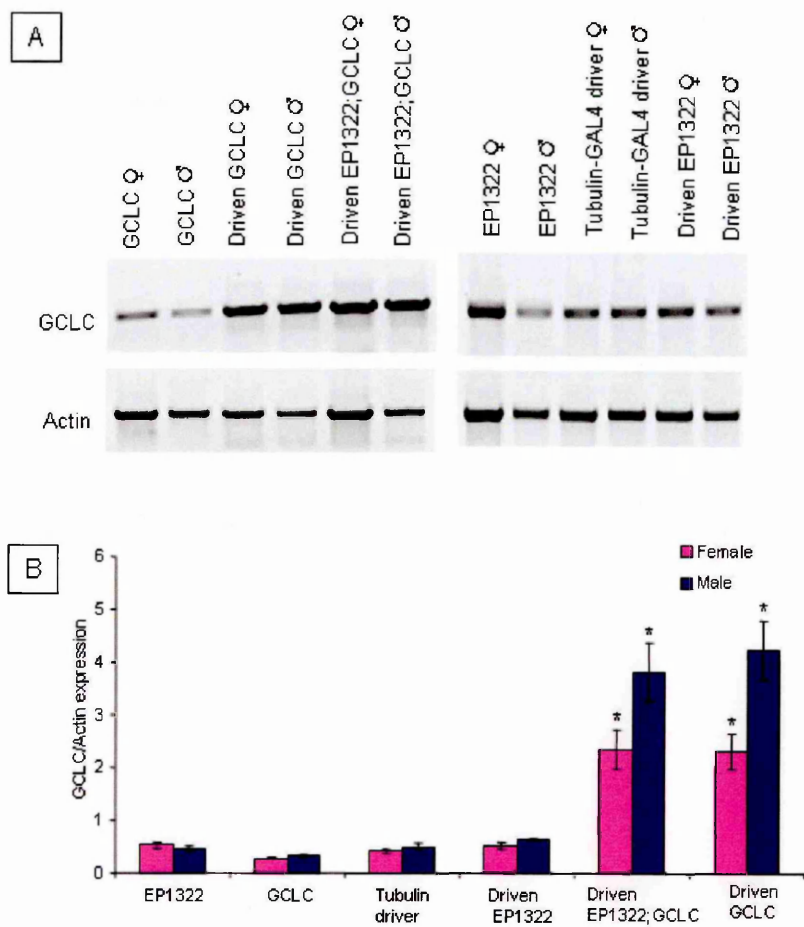 A
GCLC ♀
GCLC ♂
Driven GCLC ♀
Driven GCLC ♂
Driven EP1322;GCLC ♀
Driven EP1322;GCLC ♂
EP1322 ♀
EP1322 ♂
Tubulin-GAL4 driver ♀
Tubulin-GAL4 driver ♂
Driven EP1322 ♀
Driven EP1322 ♂
GCLC
Actin
B
GCLC/Actin expression
6
5
4
3
2
1
0
Female
Male
*
*
*
*
EP1322
GCLC
Tubulin
driver
Driven
EP1322
Driven
EP1322;GCLC
Driven
GCLC